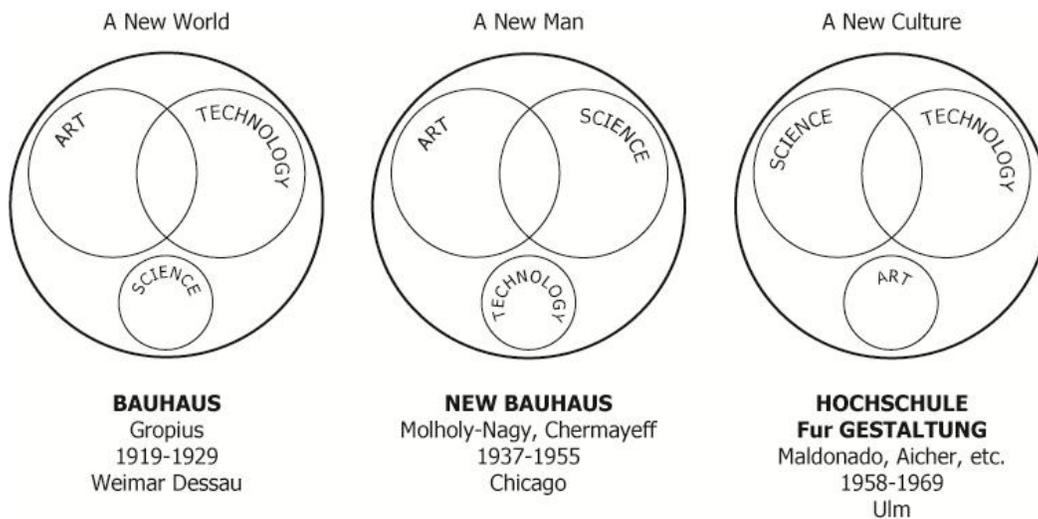 A New World
ART
TECHNOLOGY
SCIENCE
BAUHAUS
Gropius
1919-1929
Weimar Dessau
A New Man
ART
SCIENCE
TECHNOLOGY
NEW BAUHAUS
Molholy-Nagy, Chermayeff
1937-1955
Chicago
A New Culture
SCIENCE
TECHNOLOGY
ART
HOCHSCHULE
Fur GESTALTUNG
Maldonado, Aicher, etc.
1958-1969
Ulm